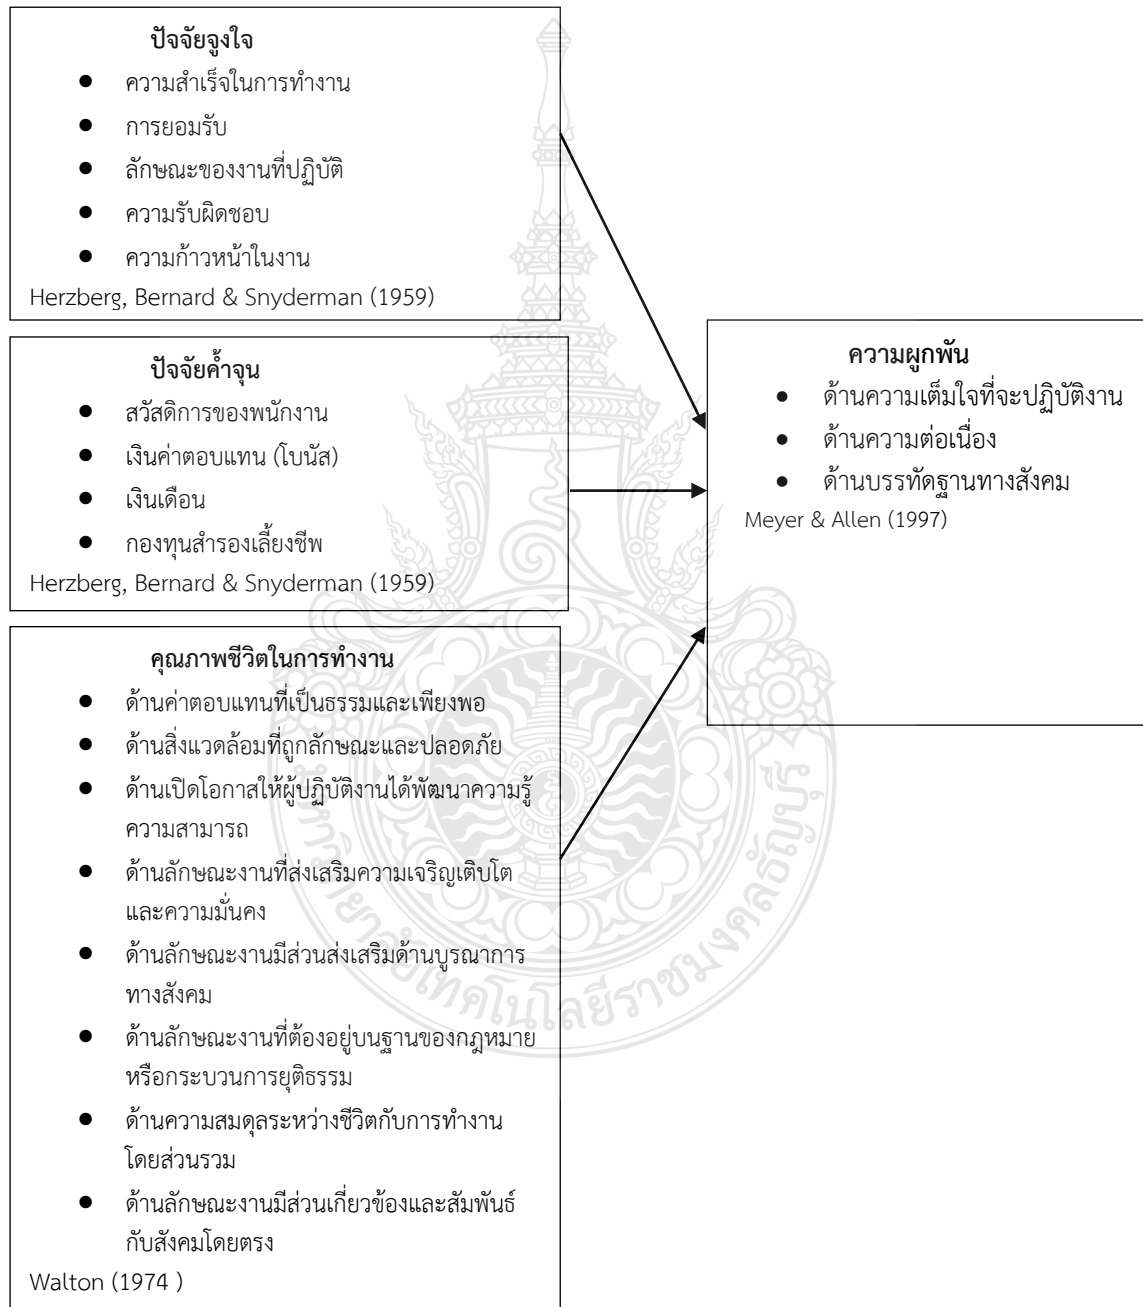 ปัจจัยจูงใจ
● ความสำเร็จในการทำงาน
● การยอมรับ
● ลักษณะของงานที่ปฏิบัติ
● ความรับผิดชอบ
● ความก้าวหน้าในงาน
Herzberg, Bernard & Snyderman (1959)
ปัจจัยค้ำจุน
● สวัสดิการของพนักงาน
● เงินค่าตอบแทน (โบนัส)
● เงินเดือน
● กองทุนสำรองเลี้ยงชีพ
Herzberg, Bernard & Snyderman (1959)
คุณภาพชีวิตในการทำงาน
● ด้านค่าตอบแทนที่เป็นธรรมและเพียงพอ
● ด้านสิ่งแวดล้อมที่ถูกลักษณะและปลอดภัย
● ด้านเปิดโอกาสให้ผู้ปฏิบัติงานได้พัฒนาความรู้
ความสามารถ
● ด้านลักษณะงานที่ส่งเสริมความเจริญเติบโต
และความมั่นคง
● ด้านลักษณะงานมีส่วนส่งเสริมด้านบูรณาการ
ทางสังคม
● ด้านลักษณะงานที่ต้องอยู่บนฐานของกฎหมาย
หรือกระบวนการยุติธรรม
● ด้านความสมดุลระหว่างชีวิตกับการทำงาน
โดยส่วนรวม
● ด้านลักษณะงานมีส่วนเกี่ยวข้องและสัมพันธ์
กับสังคมโดยตรง
Walton (1974 )
ความผูกพัน
● ด้านความเต็มใจที่จะปฏิบัติงาน
● ด้านความต่อเนื่อง
● ด้านบรรทัดฐานทางสังคม
Meyer & Allen (1997)
มหาวิทยาลัยเทคโนโลยีราชมงคลธัญบุรี